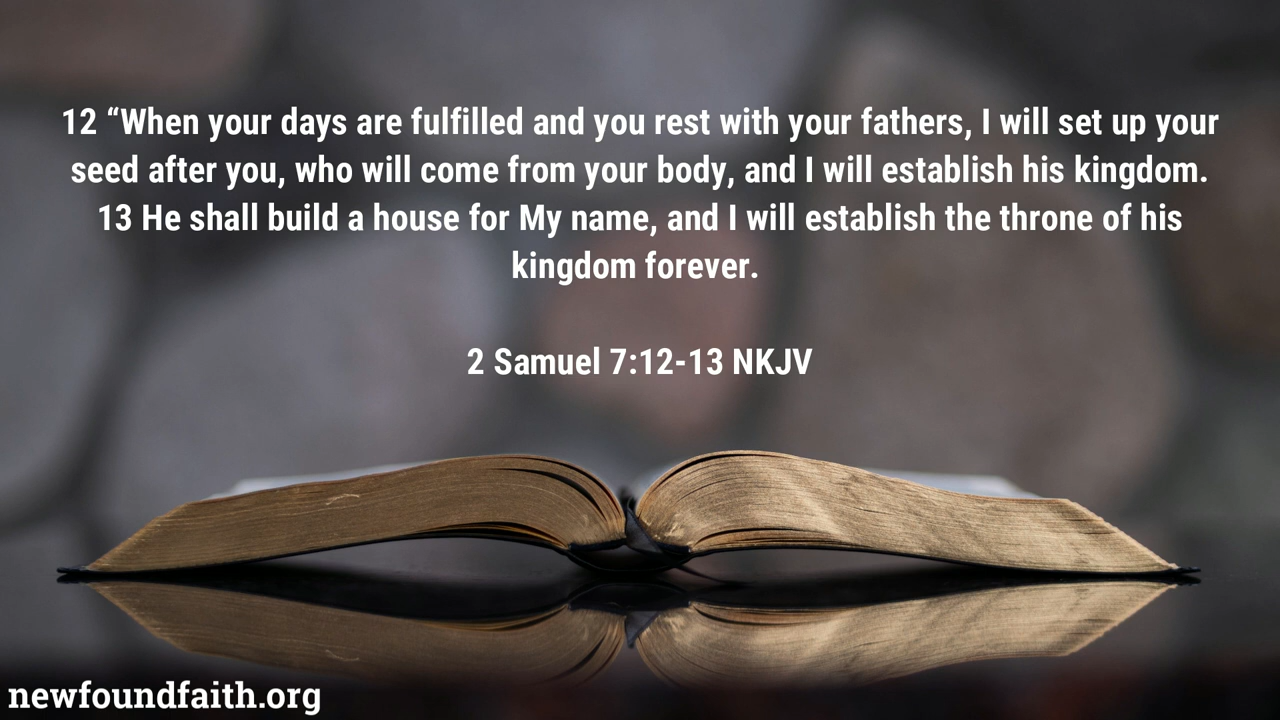 12 “When your days are fulfilled and you rest with your fathers, I will set up your
seed after you, who will come from your body, and I will establish his kingdom.
13 He shall build a house for My name, and I will establish the throne of his
kingdom forever.
2 Samuel 7:12-13 NKJV
newfoundfaith.org